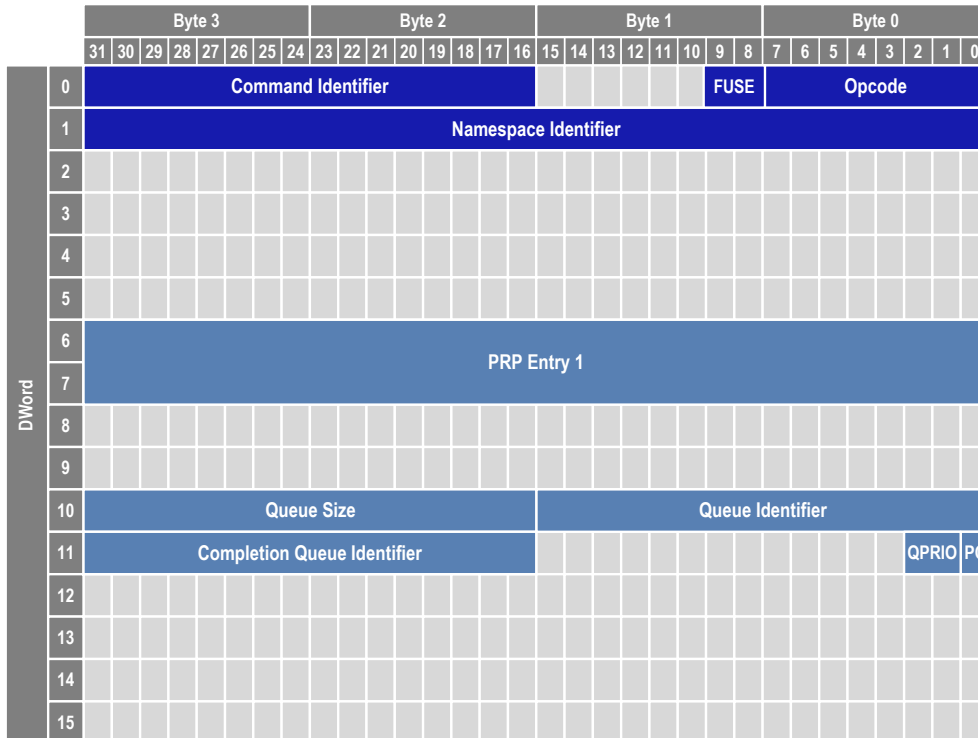 Byte 3 Byte 2 Byte 1 Byte 0
31 30 29 28 27 26 25 24 23 22 21 20 19 18 17 16 15 14 13 12 11 10 9 8 7 6 5 4 3 2 1 0
DWord
0 Command Identifier FUSE Opcode
1 Namespace Identifier
2
3
4
5
6
PRP Entry 1
7
8
9
10 Queue Size Queue Identifier
11 Completion Queue Identifier QPRIO
12
13
14
15